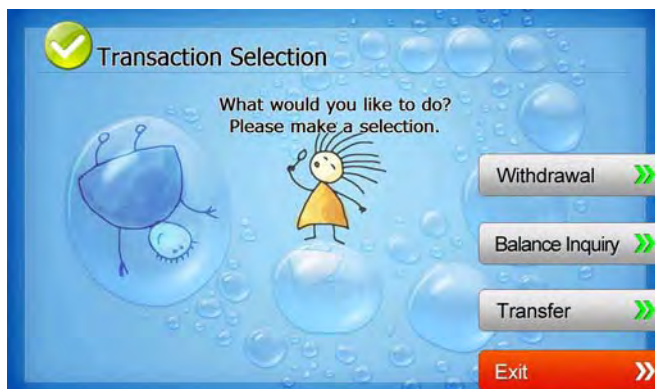 Transaction Selection
What would you like to do?
Please make a selection.
Withdrawal
Balance Inquiry
Transfer
Exit